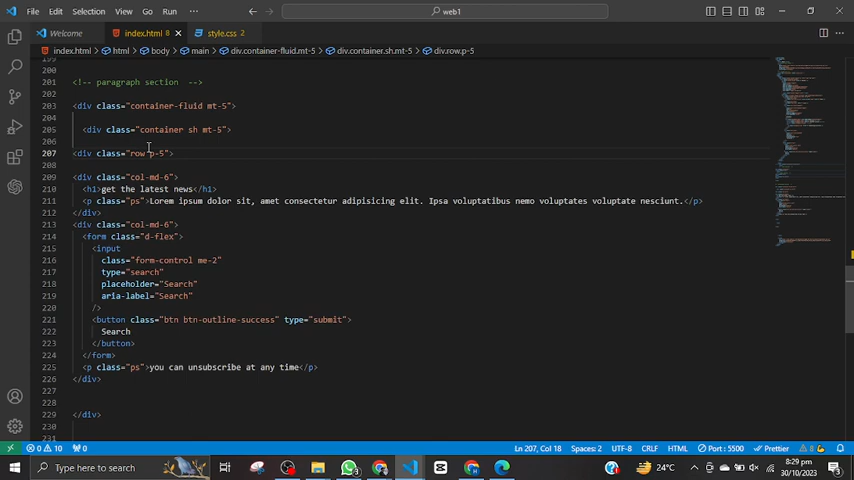 File Edit Selection View Go Run ··· web1
Welcome index.html style.css 2
index.html > html > body > main > div.container-fluid.mt-5 > div.container.sh.mt-5 > div.row.p-5
199
200
201 <!-- paragraph section -->
202
203 <div class="container-fluid mt-5">
204
205 <div class="container sh mt-5">
206
207 <div class="row p-5">
208
209 <div class="col-md-6">
210 <h1>get the latest news</h1>
211 <p class="ps">Lorem ipsum dolor sit, amet consectetur adipisicing elit. Ipsa voluptatibus nemo voluptates voluptate nesciunt.</p>
212 </div>
213 <div class="col-md-6">
214 <form class="d-flex">
215 <input
216 class="form-control me-2"
217 type="search"
218 placeholder="Search"
219 aria-label="Search"
220 />
221 <button class="btn btn-outline-success" type="submit">
222 Search
223 </button>
224 </form>
225 <p class="ps">you can unsubscribe at any time</p>
226 </div>
227
228
229 </div>
230
231
0 10 0 Ln 207, Col 18 Spaces: 2 UTF-8 CRLF HTML Port : 5500 Prettier
Type here to search 3 24°C 8:29 pm
30/10/2023